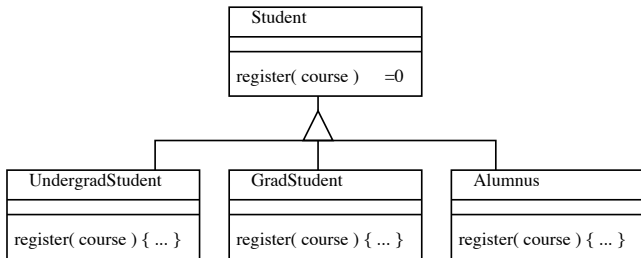 Student
register( course ) =0
UndergradStudent
GradStudent
Alumnus
register( course ) { ... }
register( course ) { ... }
register( course ) { ... }